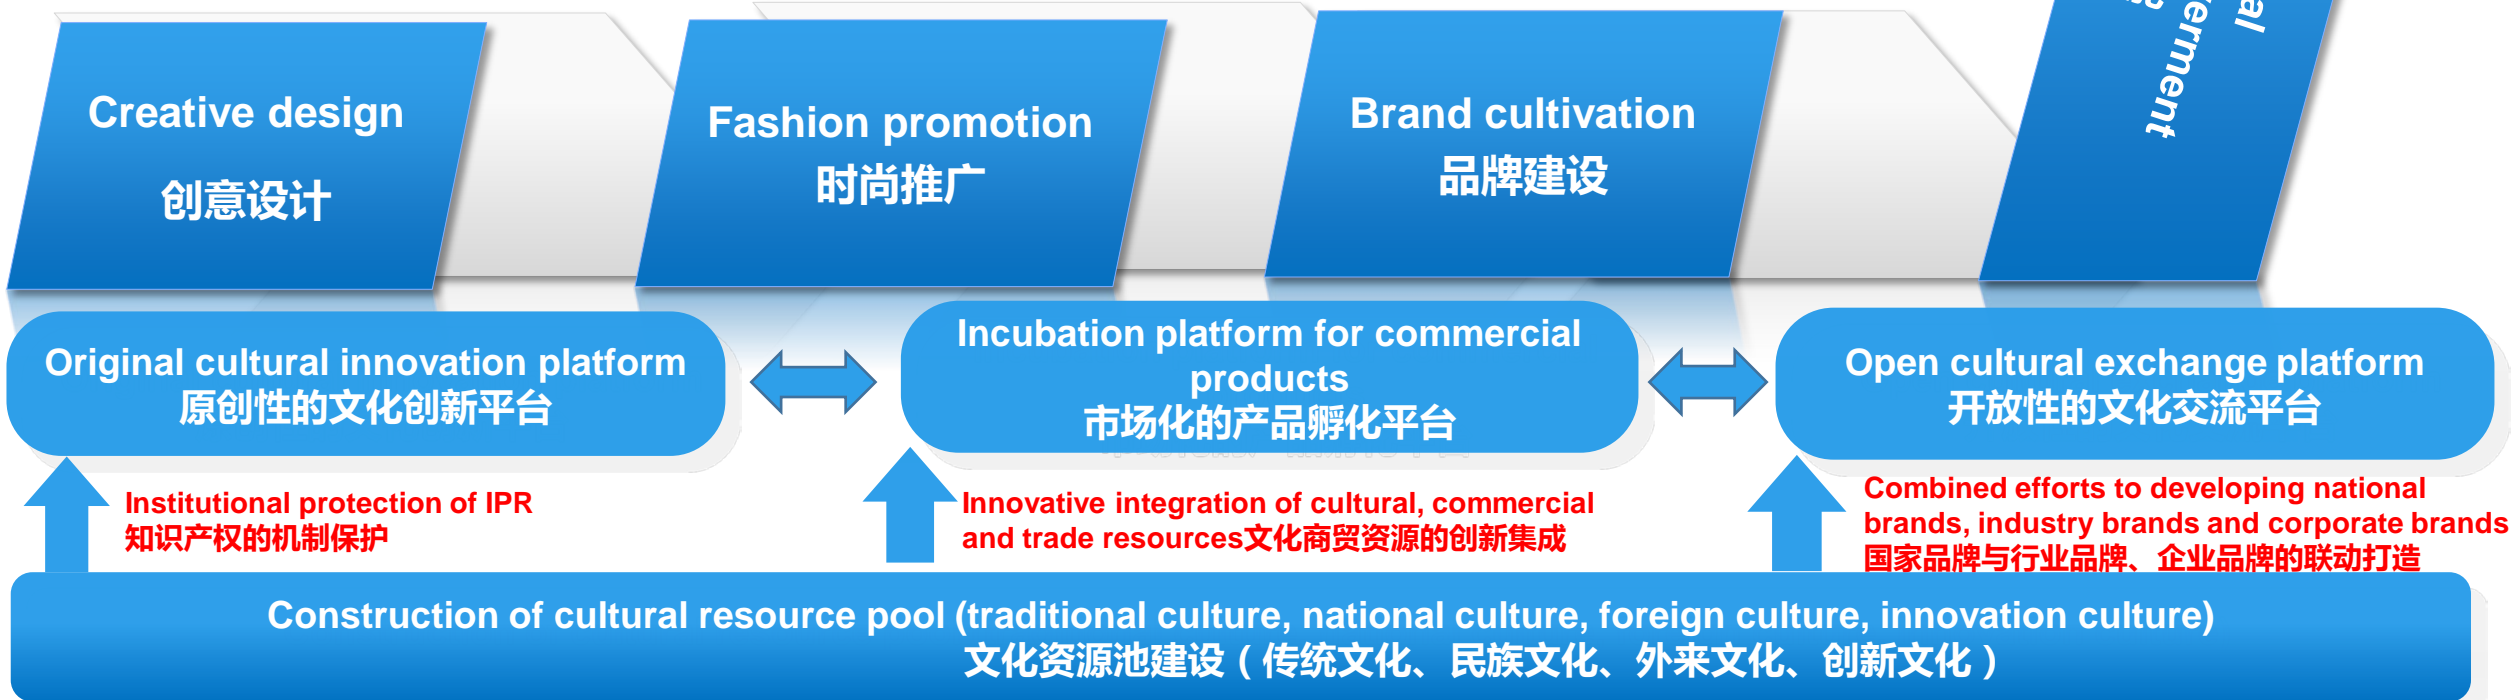 Creative design
创意设计
Fashion promotion
时尚推广
Brand cultivation
品牌建设
Original cultural innovation platform
原创性的文化创新平台
Incubation platform for commercial
products
市场化的产品孵化平台
Open cultural exchange platform
开放性的文化交流平台
Institutional protection of IPR
知识产权的机制保护
Innovative integration of cultural, commercial
and trade resources文化商贸资源的创新集成
Combined efforts to developing national
brands, industry brands and corporate brands
国家品牌与行业品牌、企业品牌的联动打造
Construction of cultural resource pool (traditional culture, national culture, foreign culture, innovation culture)
文化资源池建设（传统文化、民族文化、外来文化、创新文化）